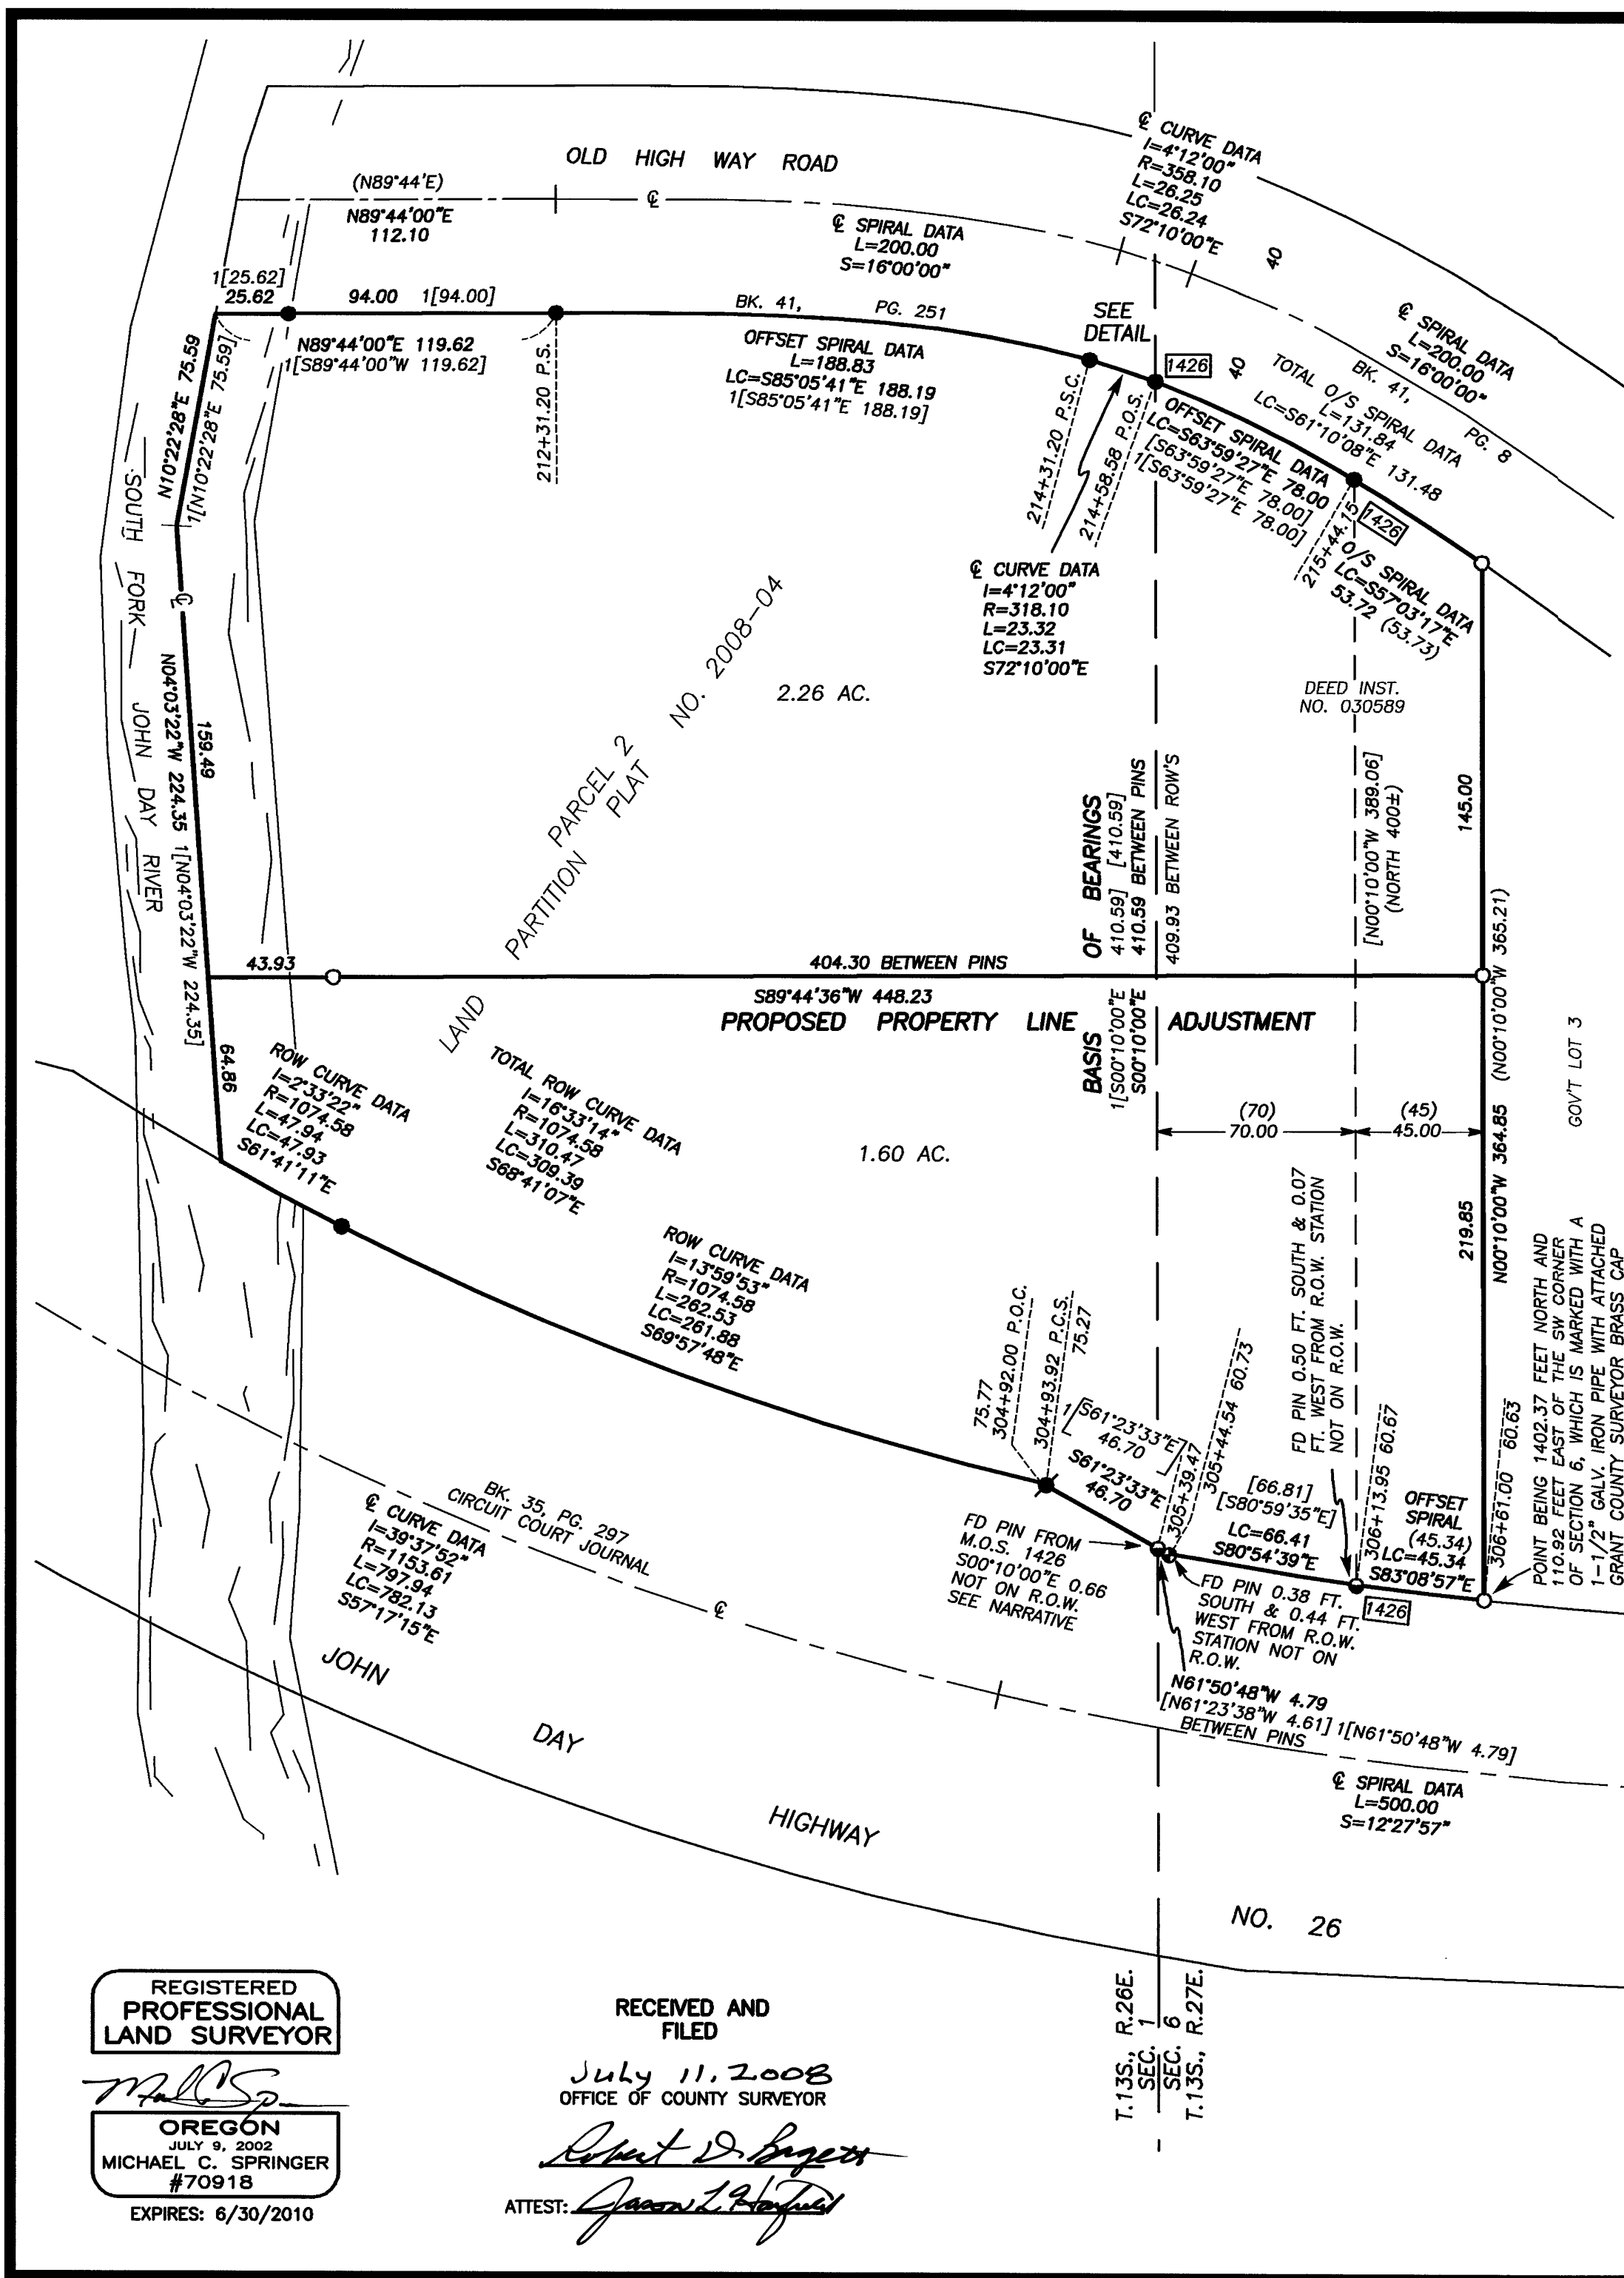 OLD HIGH WAY ROAD
(N89°44'E)
N89°44'00"E
112.10
℄
℄ SPIRAL DATA
L=200.00
S=16°00'00"
℄ CURVE DATA
I=4°12'00"
R=358.10
L=26.25
LC=26.24
S72°10'00"E
40
℄ SPIRAL DATA
L=200.00
S=16°00'00"
BK. 41, PG. 8
1[25.62]
25.62
94.00 1[94.00]
N89°44'00"E 119.62
1[S89°44'00"W 119.62]
212+31.20 P.S.
BK. 41, PG. 251
OFFSET SPIRAL DATA
L=188.83
LC=S85°05'41"E 188.19
1[S85°05'41"E 188.19]
SEE
DETAIL
1426
40
TOTAL O/S SPIRAL DATA
L=131.84
LC=S61°10'08"E 131.48
OFFSET SPIRAL DATA
LC=S63°59'27"E 78.00
[S63°59'27"E 78.00]
1[S63°59'27"E 78.00]
214+31.20 P.S.C.
214+58.58 P.O.S.
215+44.15
1426
O/S SPIRAL DATA
LC=S57°03'17"E
53.72 (53.73)
℄ CURVE DATA
I=4°12'00"
R=318.10
L=23.32
LC=23.31
S72°10'00"E
N10°22'28"E 75.59
1[N10°22'28"E 75.59]
SOUTH FORK JOHN DAY RIVER
℄
159.49
N04°03'22"W 224.35 1[N04°03'22"W 224.35]
64.86
2.26 AC.
PARCEL 2
LAND PARTITION PLAT NO. 2008-04
DEED INST.
NO. 030589
BASIS OF BEARINGS
1[S00°10'00"E 410.59] [410.59]
S00°10'00"E 410.59 BETWEEN PINS
409.93 BETWEEN ROW'S
[N00°10'00"W 389.06]
(NORTH 400±)
145.00
219.85
N00°10'00"W 364.85 (N00°10'00"W 365.21)
GOV'T LOT 3
43.93
404.30 BETWEEN PINS
S89°44'36"W 448.23
PROPOSED PROPERTY LINE ADJUSTMENT
(70)
70.00
(45)
45.00
1.60 AC.
ROW CURVE DATA
I=2°33'22"
R=1074.58
L=47.94
LC=47.93
S61°41'11"E
TOTAL ROW CURVE DATA
I=16°33'14"
R=1074.58
L=310.47
LC=309.39
S68°41'07"E
ROW CURVE DATA
I=13°59'53"
R=1074.58
L=262.53
LC=261.88
S69°57'48"E
75.77
304+92.00 P.O.C.
304+93.92 P.C.S.
75.27
1[S61°23'33"E
46.70]
S61°23'33"E
46.70
305+39.47
305+44.54 60.73
FD PIN 0.50 FT. SOUTH & 0.07
FT. WEST FROM R.O.W. STATION
NOT ON R.O.W.
[66.81]
[S80°59'35"E]
LC=66.41
S80°54'39"E
306+13.95 60.67
OFFSET
SPIRAL
(45.34)
LC=45.34
S83°08'57"E
306+61.00 60.63
1426
POINT BEING 1402.37 FEET NORTH AND
110.92 FEET EAST OF THE SW CORNER
OF SECTION 6, WHICH IS MARKED WITH A
1-1/2" GALV. IRON PIPE WITH ATTACHED
GRANT COUNTY SURVEYOR BRASS CAP
FD PIN FROM
M.O.S. 1426
S00°10'00"E 0.66
NOT ON R.O.W.
SEE NARRATIVE
FD PIN 0.38 FT.
SOUTH & 0.44 FT.
WEST FROM R.O.W.
STATION NOT ON
R.O.W.
N61°50'48"W 4.79
[N61°23'38"W 4.61] 1[N61°50'48"W 4.79]
BETWEEN PINS
BK. 35, PG. 297
CIRCUIT COURT JOURNAL
℄ CURVE DATA
I=39°37'52"
R=1153.61
L=797.94
LC=782.13
S57°17'15"E
℄
℄ SPIRAL DATA
L=500.00
S=12°27'57"
JOHN DAY HIGHWAY NO. 26
T.13S., R.26E.
SEC. 1
SEC. 6
T.13S., R.27E.
REGISTERED
PROFESSIONAL
LAND SURVEYOR
OREGON
JULY 9, 2002
MICHAEL C. SPRINGER
#70918
EXPIRES: 6/30/2010
RECEIVED AND
FILED
July 11, 2008
OFFICE OF COUNTY SURVEYOR
ATTEST: